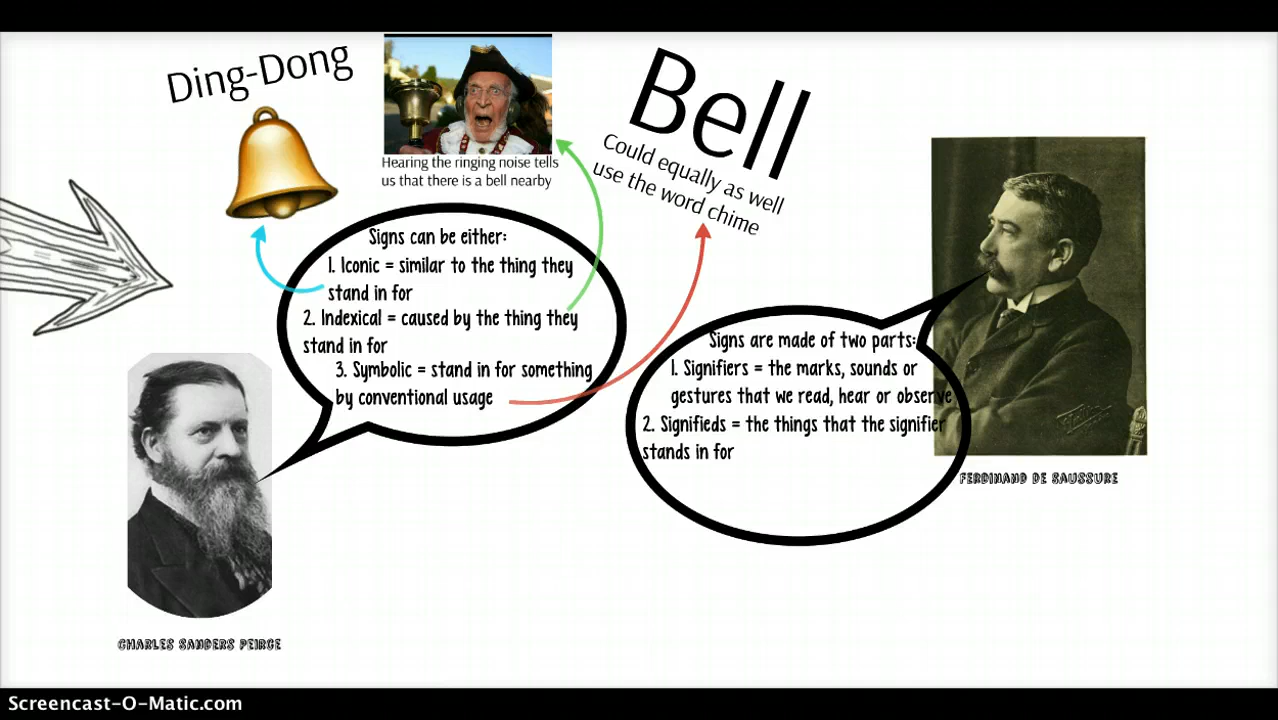 Ding-Dong
Hearing the ringing noise tells
us that there is a bell nearby
Bell
Could equally as well
use the word chime
Signs can be either:
1. Iconic = similar to the thing they
stand in for
2. Indexical = caused by the thing they
stand in for
3. Symbolic = stand in for something
by conventional usage
Signs are made of two parts:
1. Signifiers = the marks, sounds or
gestures that we read, hear or observe
2. Signifieds = the things that the signifier
stands in for
FERDINAND DE SAUSSURE
CHARLES SANDERS PEIRCE
Screencast-O-Matic.com